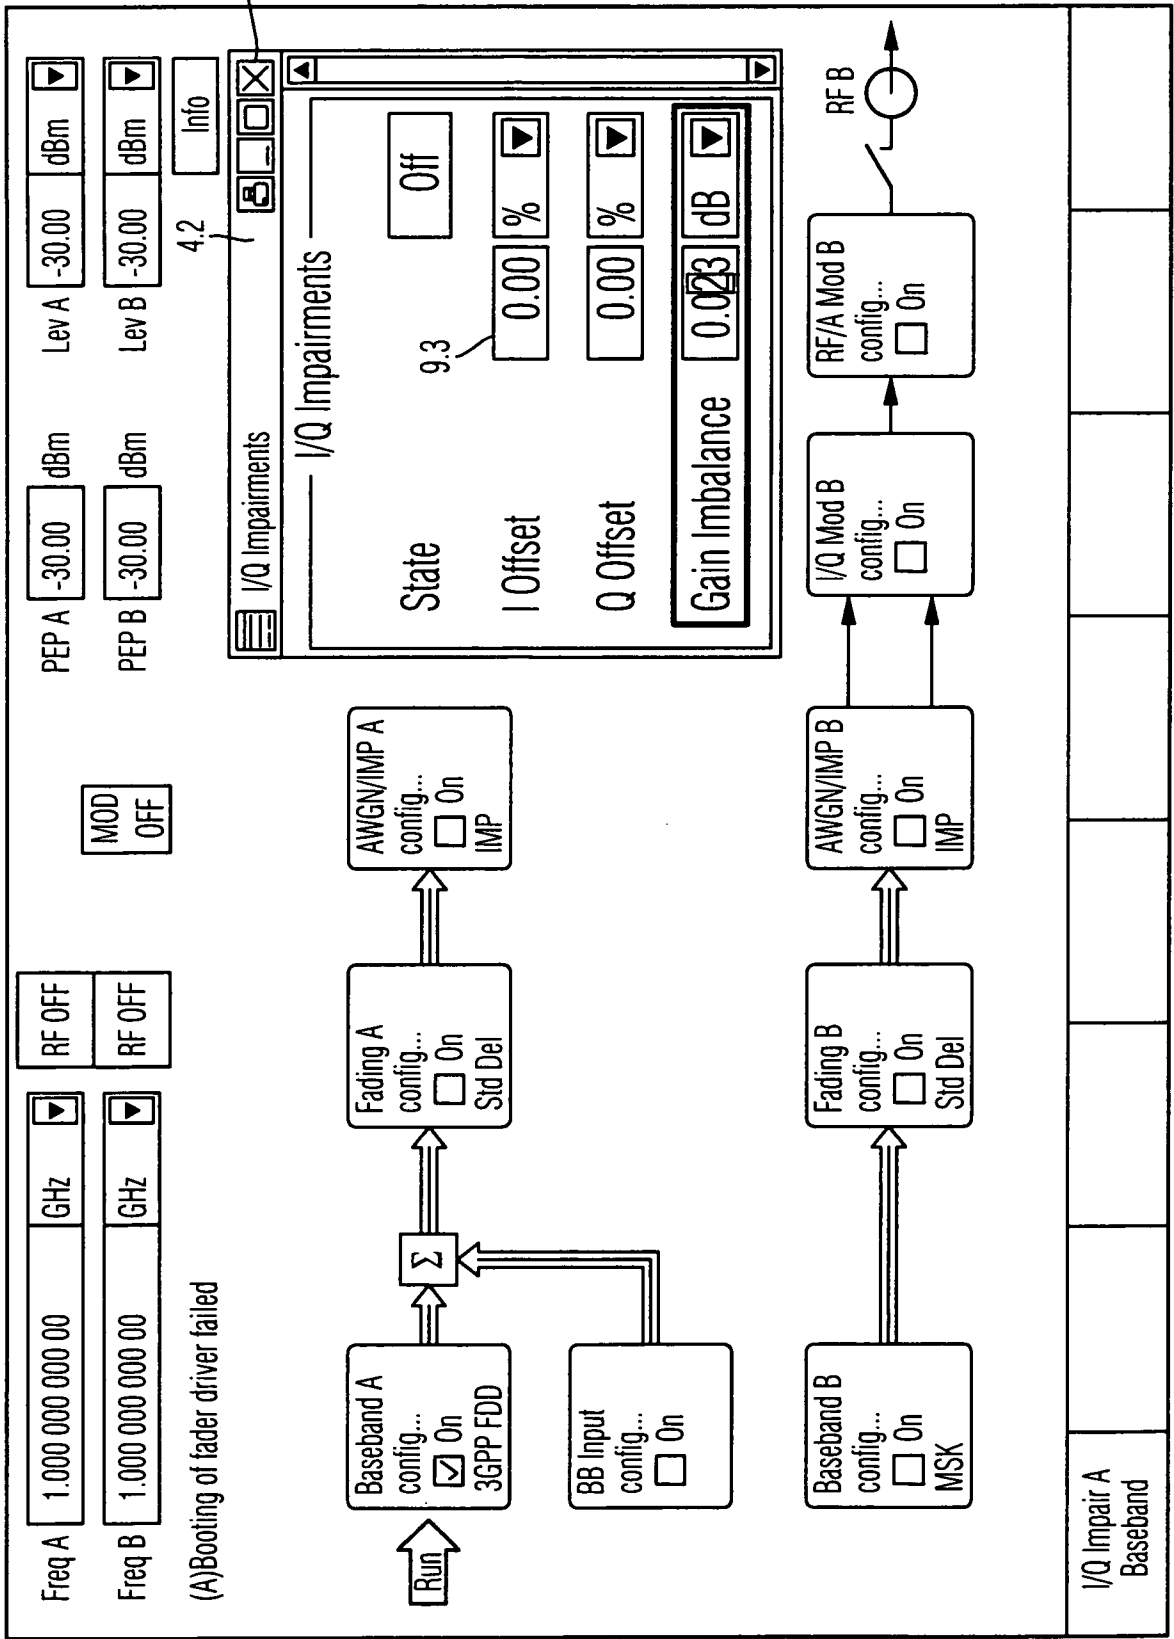 Freq A 1.000 000 000 00 GHz RF OFF PEP A -30.00 dBm Lev A -30.00 dBm
MOD
OFF
Freq B 1.000 000 000 00 GHz RF OFF PEP B -30.00 dBm Lev B -30.00 dBm
(A)Booting of fader driver failed
Info
4.2
I/Q Impairments
I/Q Impairments
State Off
9.3
I Offset 0.00 %
Q Offset 0.00 %
Gain Imbalance 0.023 dB
Run
Baseband A
config...
On
3GPP FDD
Σ
Fading A
config...
On
Std Del
AWGN/IMP A
config...
On
IMP
BB Input
config...
On
Baseband B
config...
On
MSK
Fading B
config...
On
Std Del
AWGN/IMP B
config...
On
IMP
I/Q Mod B
config...
On
RF/A Mod B
config...
On
RF B
I/Q Impair A
Baseband